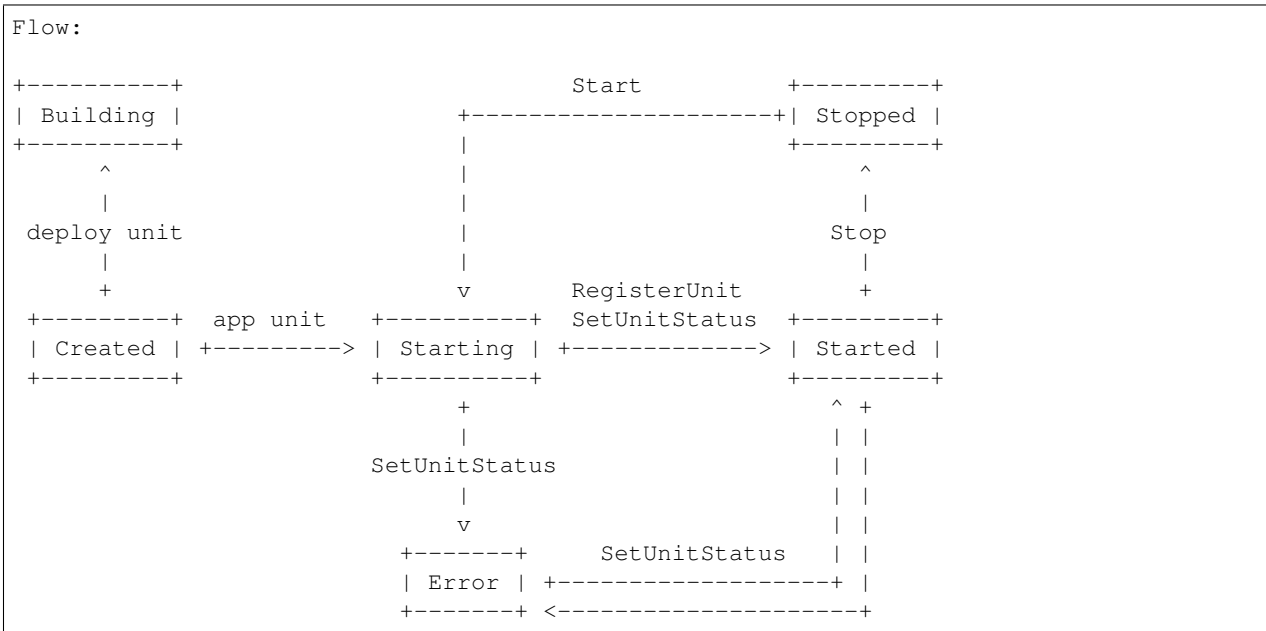 Flow:
Start
Building
Stopped
deploy unit
Stop
RegisterUnit
app unit
SetUnitStatus
Created
Starting
Started
SetUnitStatus
SetUnitStatus
Error